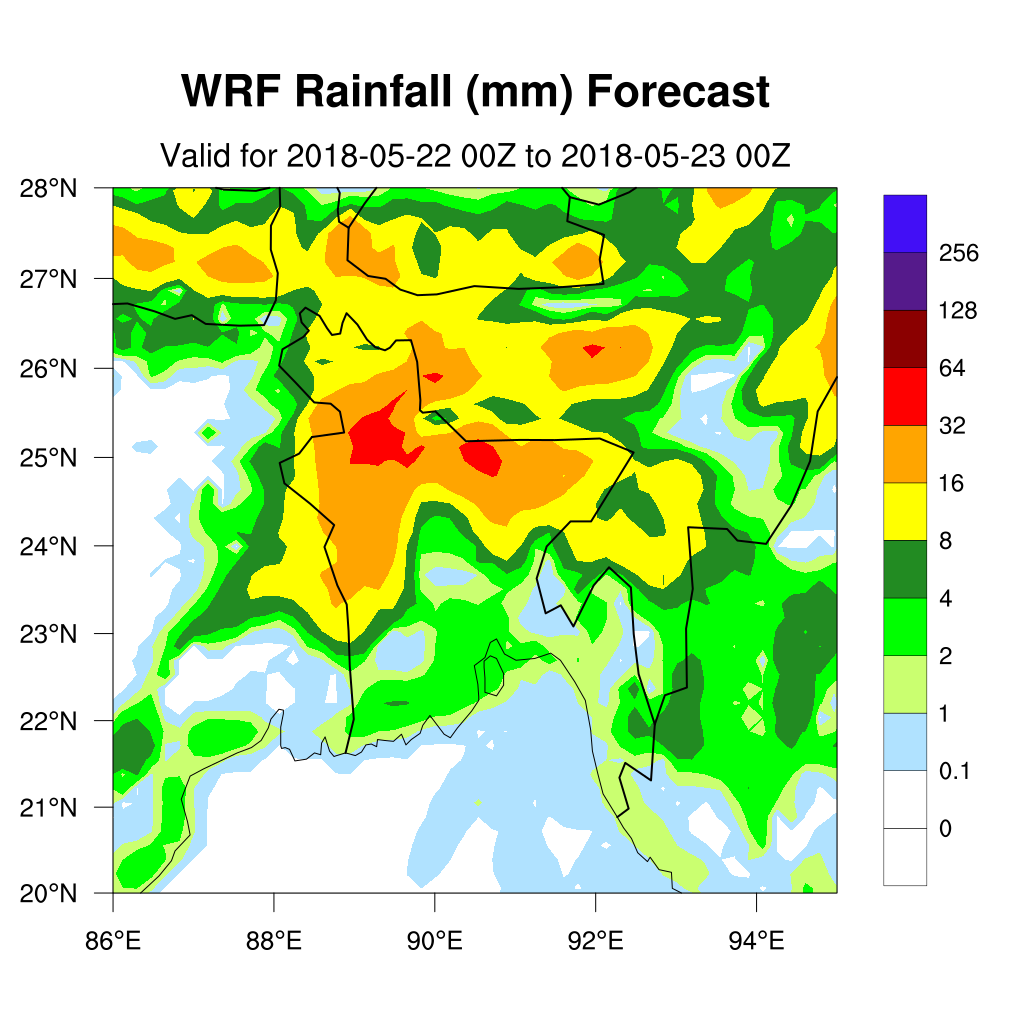 WRF Rainfall (mm) Forecast
Valid for 2018-05-22 00Z to 2018-05-23 00Z
28°N
27°N
26°N
25°N
24°N
23°N
22°N
21°N
20°N
86°E 88°E 90°E 92°E 94°E
256
128
64
32
16
8
4
2
1
0.1
0